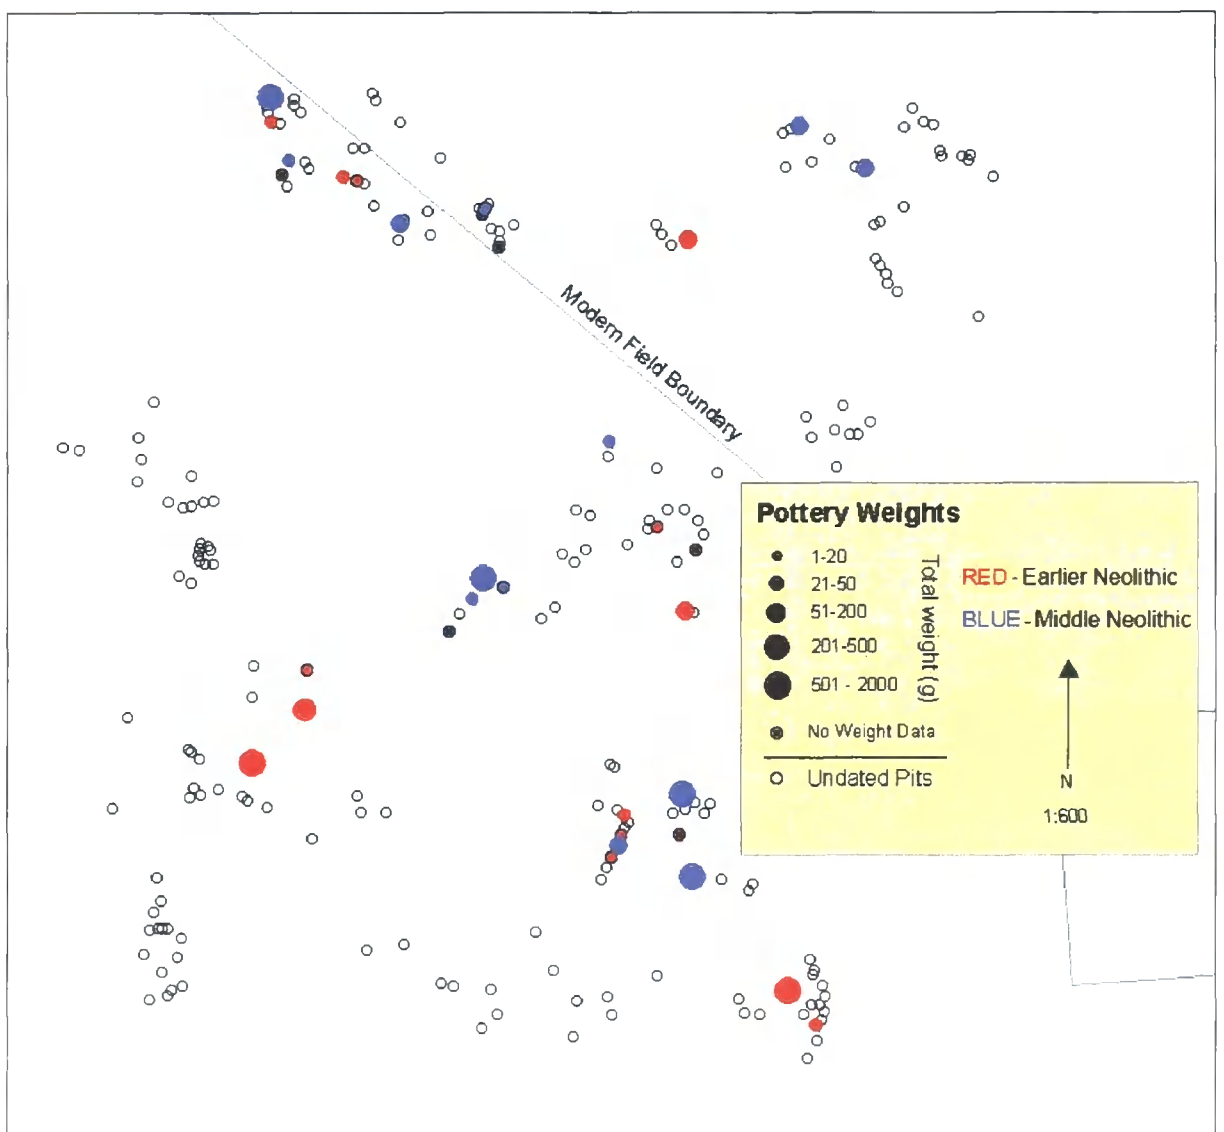 Modern Field Boundary
Pottery Weights
1-20
21-50
51-200
201-500
501 - 2000
No Weight Data
Undated Pits
Total weight (g)
RED - Earlier Neolithic
BLUE - Middle Neolithic
N
1:600